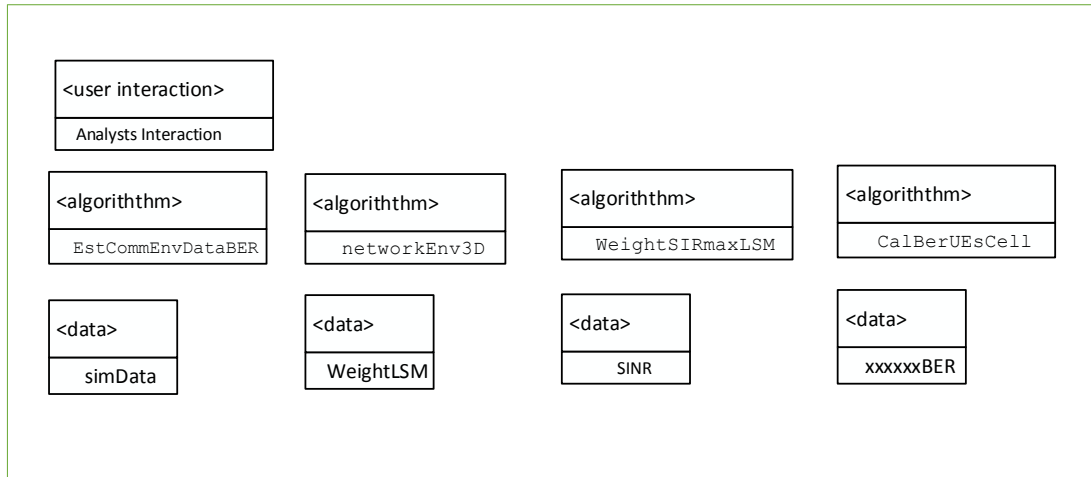 <user interaction>
Analysts Interaction
<algoriththm>
EstCommEnvDataBER
<algoriththm>
networkEnv3D
<algoriththm>
WeightSIRmaxLSM
<algoriththm>
CalBerUEsCell
<data>
simData
<data>
WeightLSM
<data>
SINR
<data>
xxxxxxBER